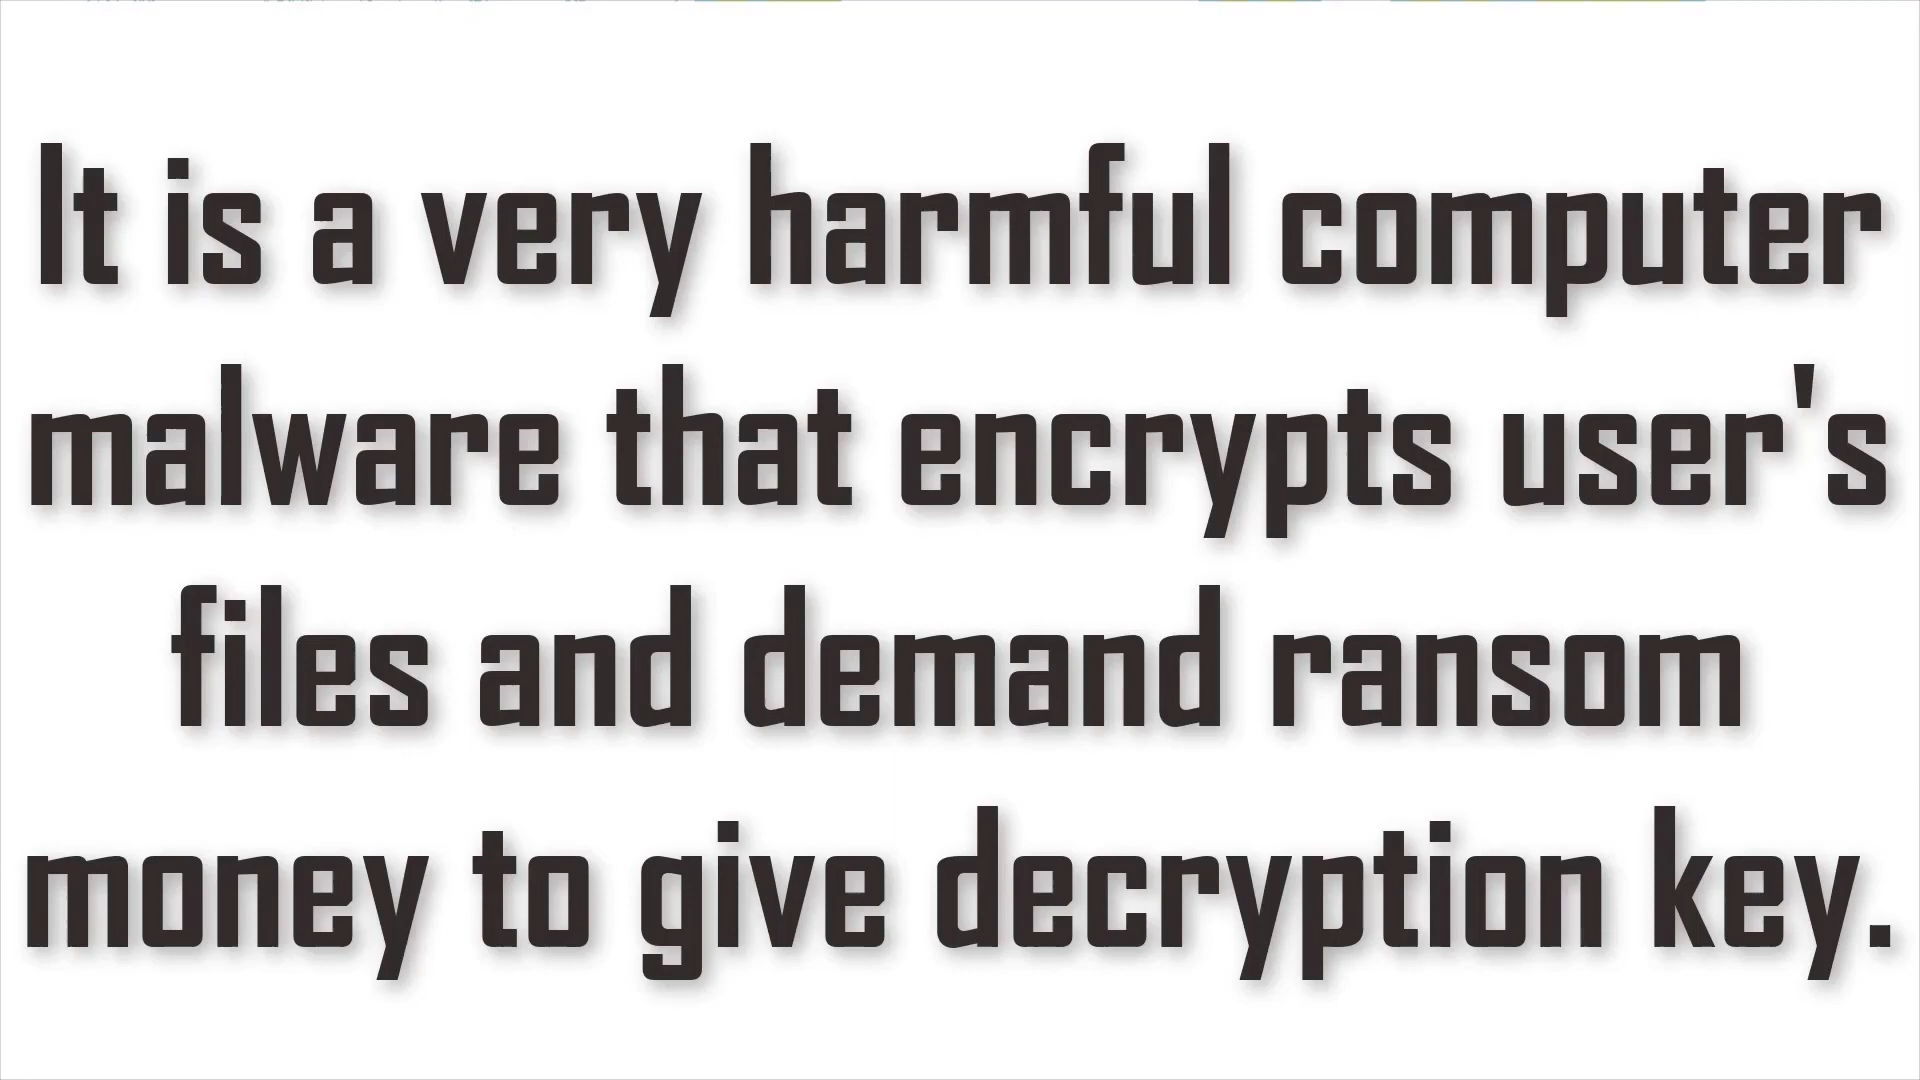 It is a very harmful computer
malware that encrypts user's
files and demand ransom
money to give decryption key.